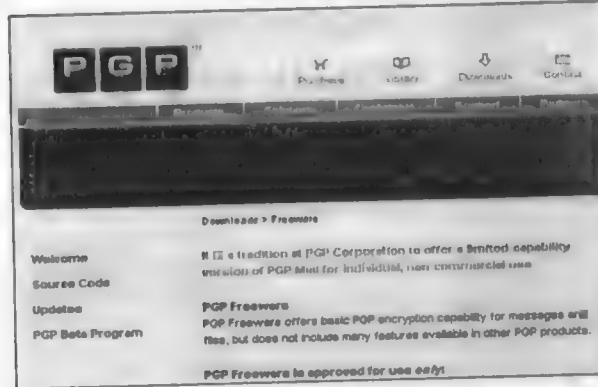 PGP™
Purchase Library Downloads Contact
Products
Downloads > Freeware
Welcome
Source Code
Updates
PGP Beta Program
It is a tradition at PGP Corporation to offer a limited capability
version of PGP Mail for individual, non commercial use
PGP Freeware
PGP Freeware offers basic PGP encryption capability for messages and
files, but does not include many features available in other PGP products.
PGP Freeware is approved for use only: